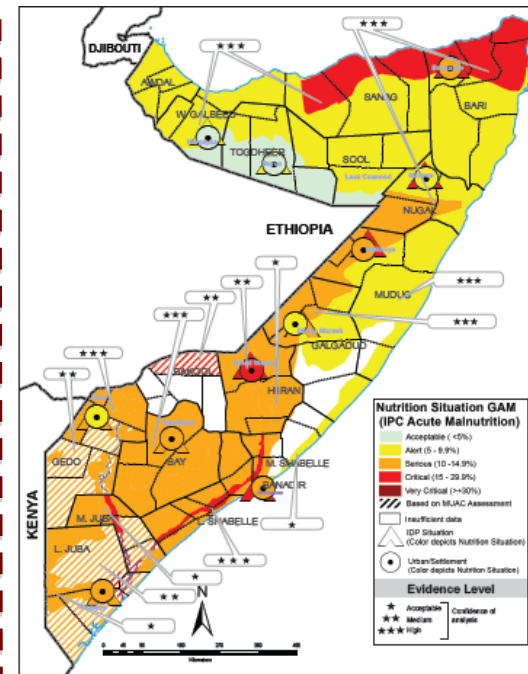 DJIBOUTI
★★★
★★★
AWDAL
SANAG
BARI
W. GALBEED
TOGDHEER
SOOL
Laas Caanood
NUGAL
ETHIOPIA
★
★★
★★
MUDUG
★★★
★★★
★★★
GALGADUD
★★★
BAKOOL
HIRAN
★★
GEDO
BAY
M. SHABELLE
BANADIR
KENYA
M. JUBA
L. SHABELLE
★
★★★
L. JUBA
★
★★
★
N
Kilometers
Nutrition Situation GAM
(IPC Acute Malnutrition)
Acceptable ( <5%)
Alert (5 - 9.9%)
Serious (10 -14.9%)
Critical (15 - 29.9%)
Very Critical (>+30%)
Based on MUAC Assessment
Insufficient data
IDP Situation
(Color depicts Nutrition Situation)
Urban/Settlement
(Color depicts Nutrition Situation)
Evidence Level
★ Acceptable
★★ Medium
★★★ High
Confidence of
analysis